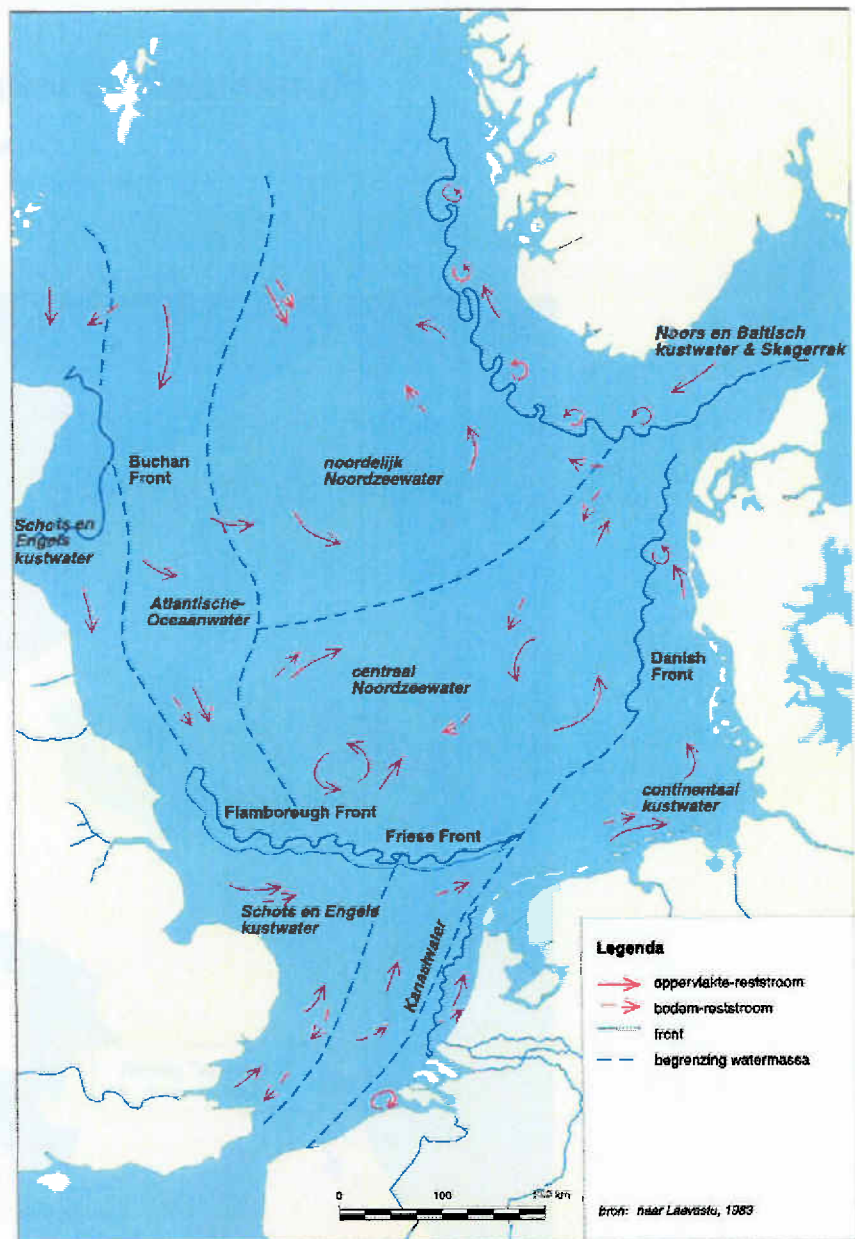 Noors en Baltisch
kustwater & Skagerrak
Buchan
Front
noordelijk
Noordzeewater
Schots en
Engels
kustwater
Atlantische-
Oceaanwater
centraal
Noordzeewater
Danish
Front
continentaal
kustwater
Flamborough Front
Friese Front
Schots en Engels
kustwater
Kanaalwater
Legenda
oppervlakte-reststroom
bodem-reststroom
front
begrenzing watermassa
0 100 km
bron: naar Laevastu, 1983